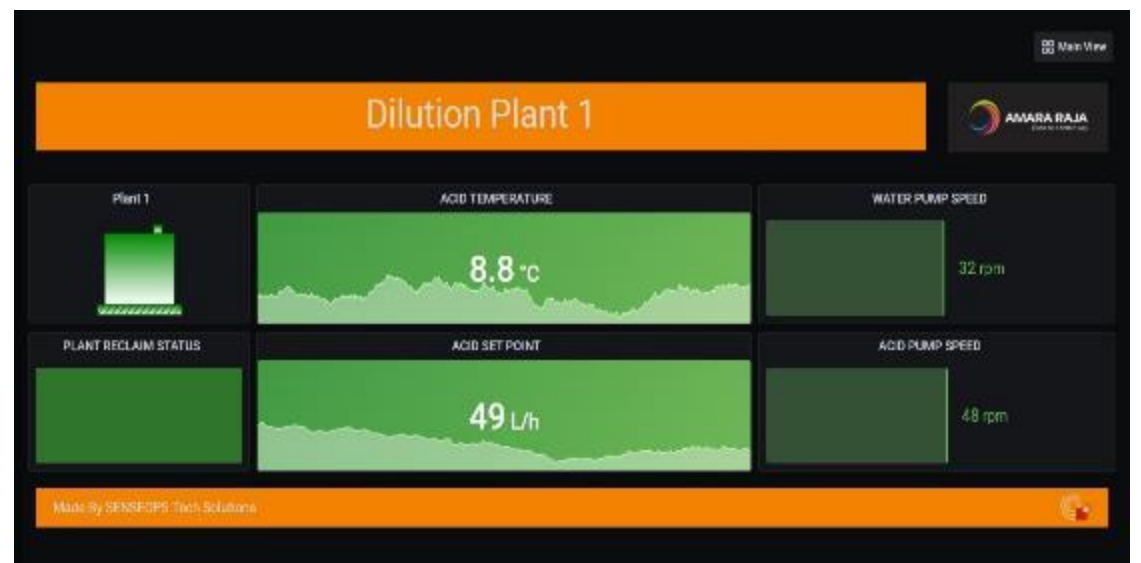 Main View
Dilution Plant 1
AMARA RAJA
Plant 1
ACID TEMPERATURE
WATER PUMP SPEED
8.8 °C
32 rpm
PLANT RECLAIM STATUS
ACID SET POINT
ACID PUMP SPEED
49 L/h
48 rpm
Made By SENSEOPS Tech Solutions